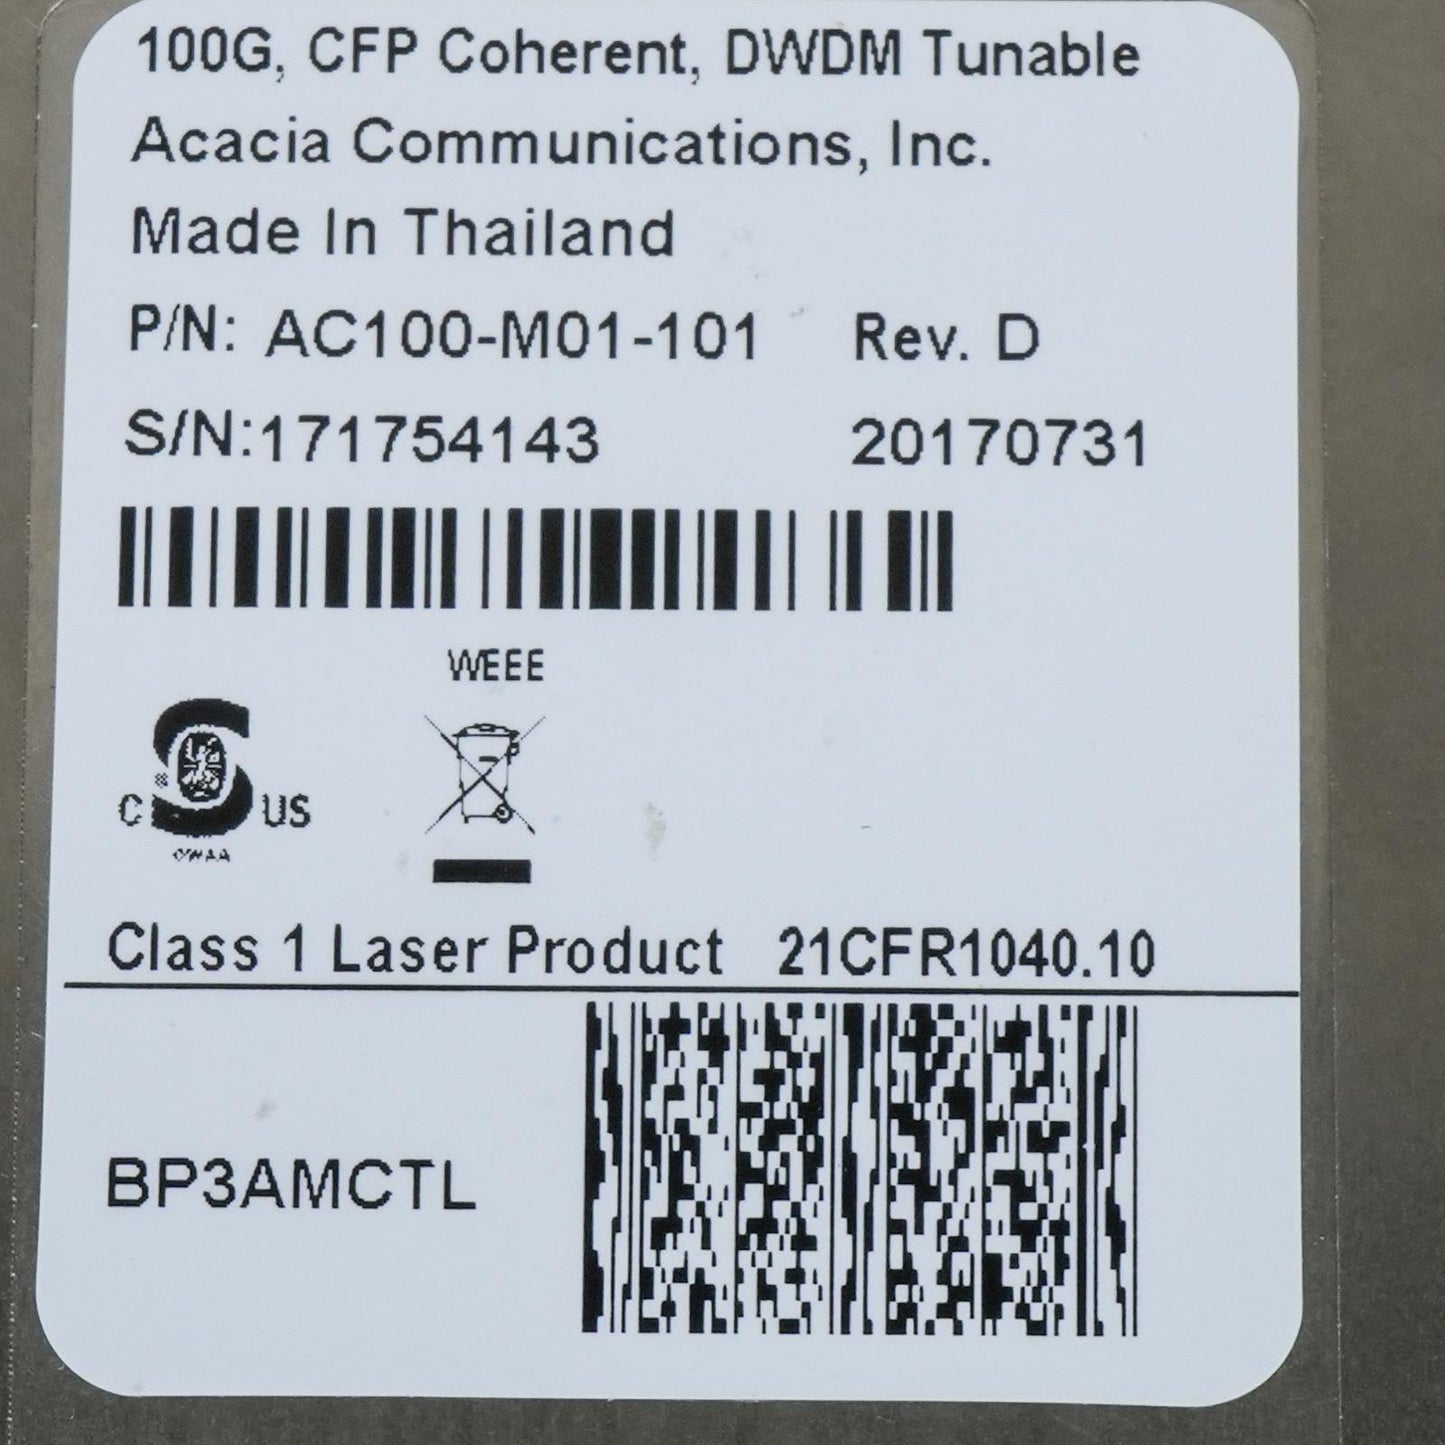 100G, CFP Coherent, DWDM Tunable
Acacia Communications, Inc.
Made In Thailand
P/N: AC100-M01-101 Rev. D
S/N:171754143 20170731
WEEE
C US
Class 1 Laser Product 21CFR1040.10
BP3AMCTL